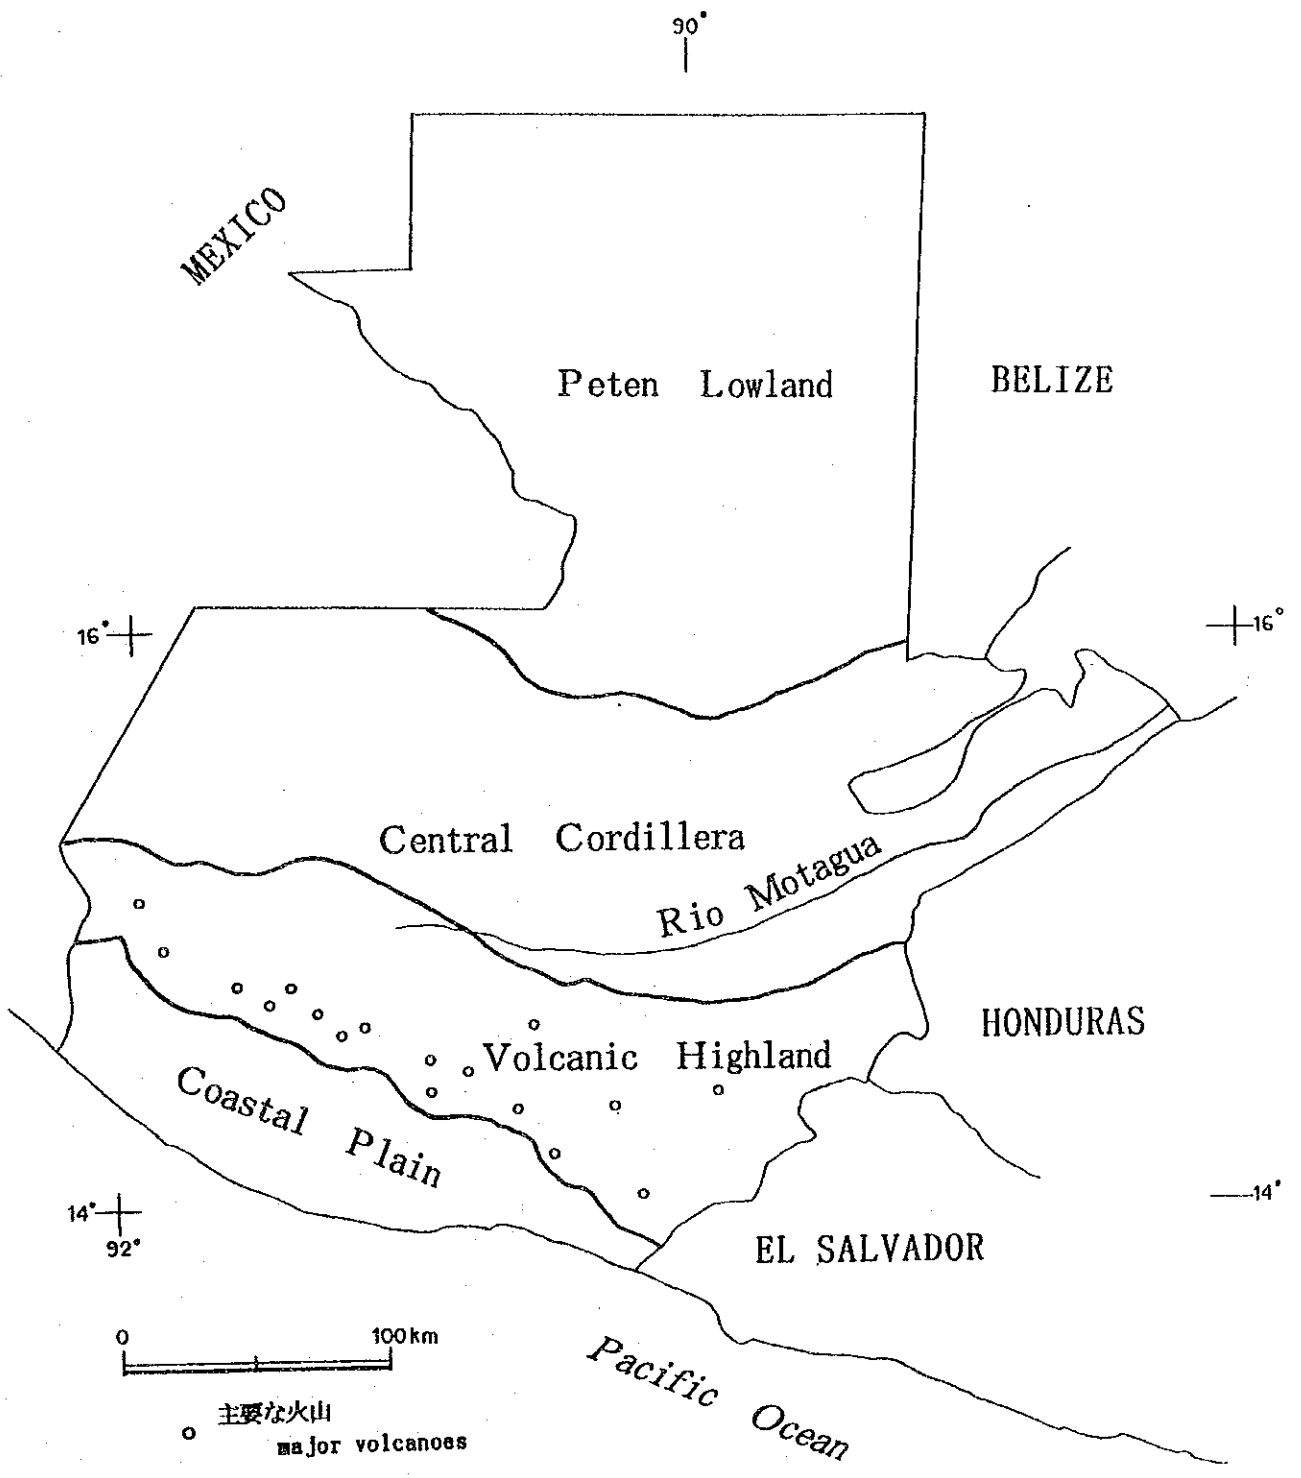 90°
MEXICO
Peten Lowland
BELIZE
16°
16°
Central Cordillera
Rio Motagua
HONDURAS
Volcanic Highland
Coastal Plain
14°
14°
92°
EL SALVADOR
0 100km
Pacific Ocean
主要な火山
major volcanoes